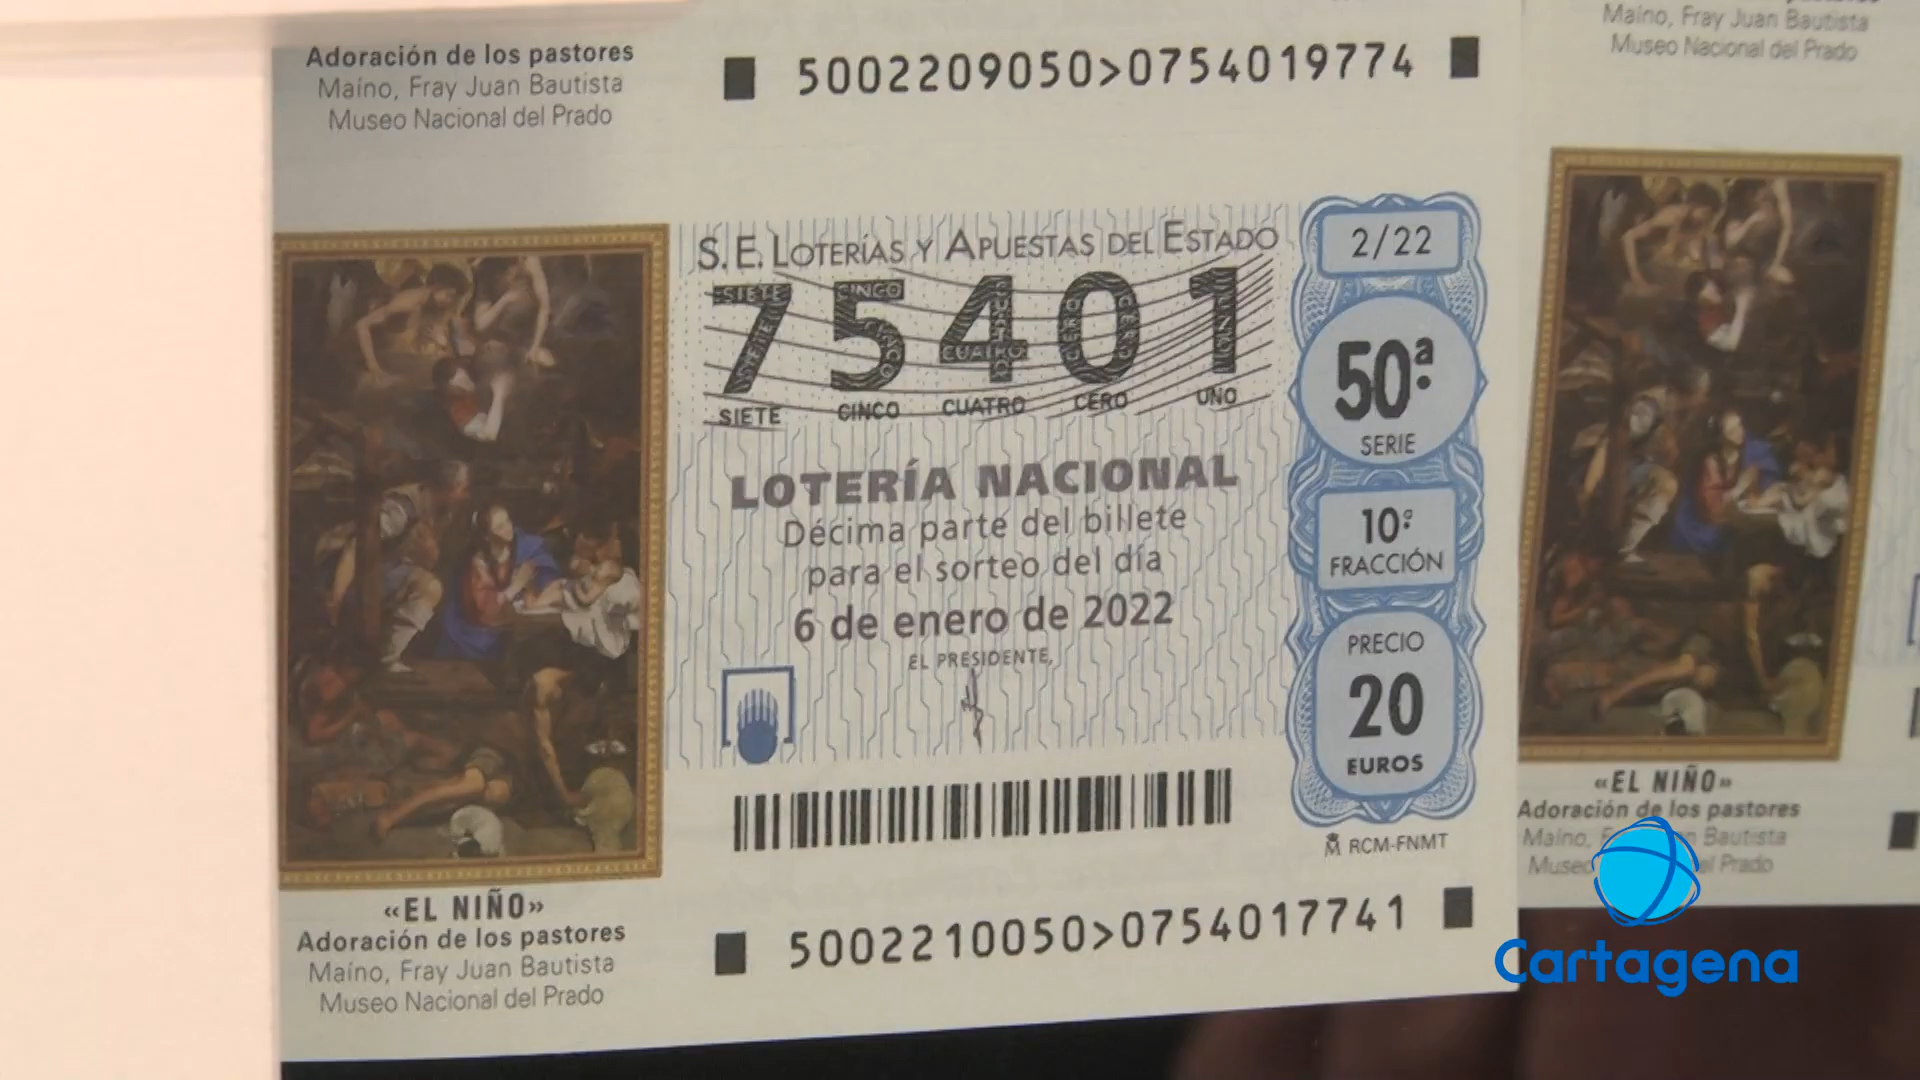 Adoración de los pastores
Maíno, Fray Juan Bautista
Museo Nacional del Prado
5002209050>0754019774
S.E. LOTERÍAS Y APUESTAS DEL ESTADO
75401
SIETE CINCO CUATRO CERO UNO
LOTERÍA NACIONAL
Décima parte del billete
para el sorteo del día
6 de enero de 2022
EL PRESIDENTE,
2/22
50ª
SERIE
10ª
FRACCIÓN
PRECIO
20
EUROS
RCM-FNMT
«EL NIÑO»
Adoración de los pastores
Maíno, Fray Juan Bautista
Museo Nacional del Prado
5002210050>0754017741
Maíno, Fray Juan Bautista
Museo Nacional del Prado
«EL NIÑO»
Adoración de los pastores
Maíno, Bautista
Prado
Cartagena